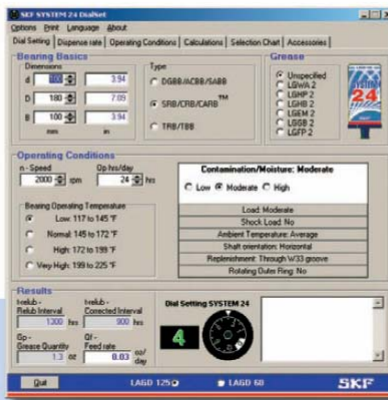 SKF SYSTEM 24 DialSet
Options Print Language About
Dial Setting Dispense rate Operating Conditions Calculations Selection Chart Accessories
Bearing Basics
Dimensions
d 100 3.94
D 180 7.09
B 100 3.94
mm in
Type
DGBB/ACBB/SABB
SRB/CRB/CARB™
TRB/TBB
Grease
Unspecified
LGWA 2
LGMP 2
LGHB 2
LGEM 2
LGGB 2
LGFP 2
SYSTEM 24
Operating Conditions
n - Speed Op hrs/day
2000 rpm 24 hrs
Bearing Operating Temperature
Low: 117 to 145 °F
Normal: 145 to 172 °F
High: 172 to 199 °F
Very High: 199 to 225 °F
Contamination/Moisture: Moderate
Low Moderate High
Load: Moderate
Shock Load: No
Ambient Temperature: Average
Shaft orientation: Horizontal
Replenishment: Through W33 groove
Rotating Outer Ring: No
Results
t-relub - t-relub -
Relub Interval Corrected Interval
1300 hrs 900 hrs
Gp - Qf -
Grease Quantity Feed rate
1.3 oz 0.03 oz/day
Dial Setting SYSTEM 24
4
Quit LAGD 125 LAGD 60 SKF